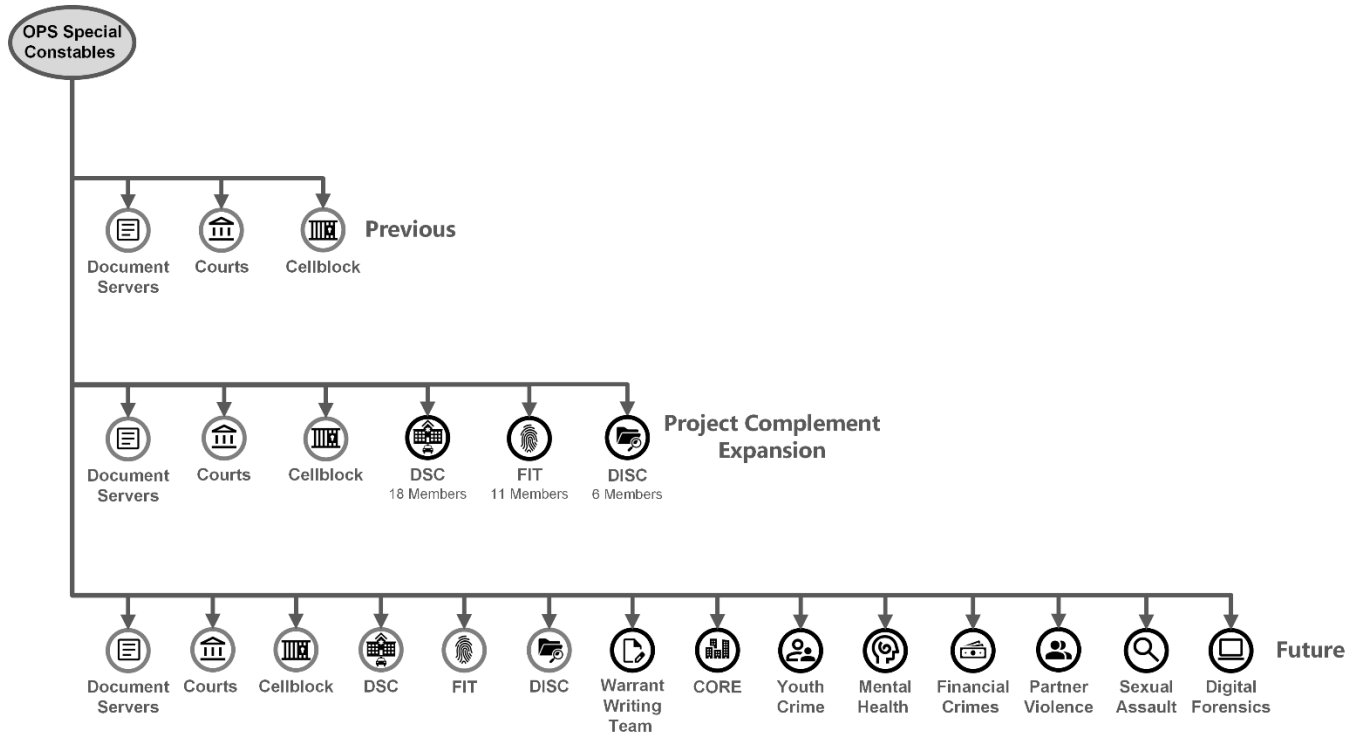 OPS Special
Constables
Previous
Document
Servers
Courts
Cellblock
Project Complement
Expansion
Document
Servers
Courts
Cellblock
DSC
18 Members
FIT
11 Members
DISC
6 Members
Future
Document
Servers
Courts
Cellblock
DSC
FIT
DISC
Warrant
Writing
Team
CORE
Youth
Crime
Mental
Health
Financial
Crimes
Partner
Violence
Sexual
Assault
Digital
Forensics